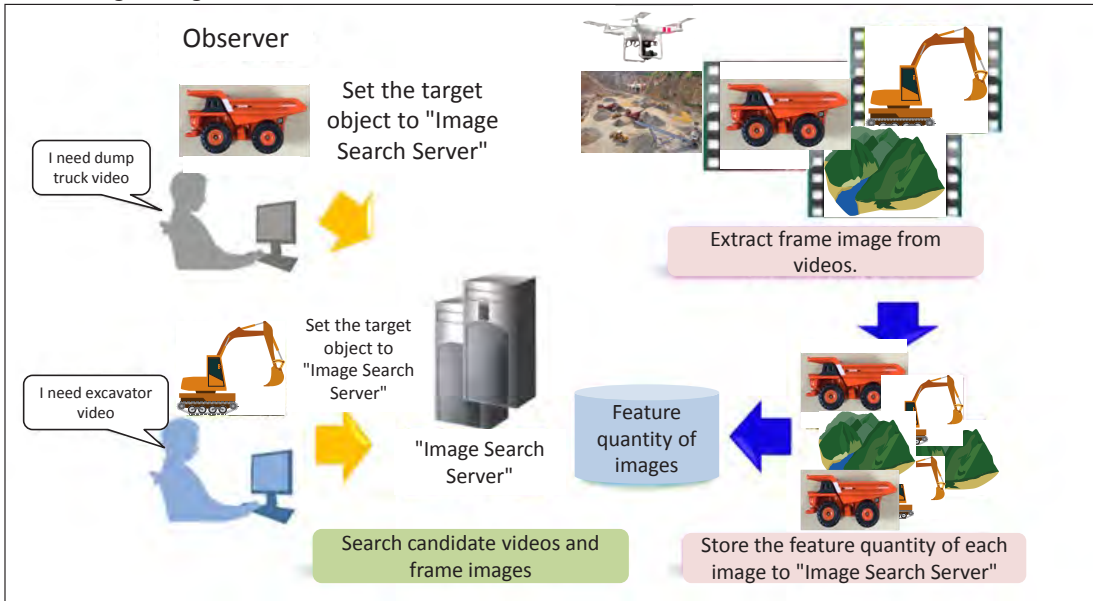 Observer
Set the target
object to "Image
Search Server"
I need dump
truck video
Extract frame image from
videos.
Set the target
object to
"Image Search
Server"
I need excavator
video
"Image Search
Server"
Feature
quantity of
images
Search candidate videos and
frame images
Store the feature quantity of each
image to "Image Search Server"